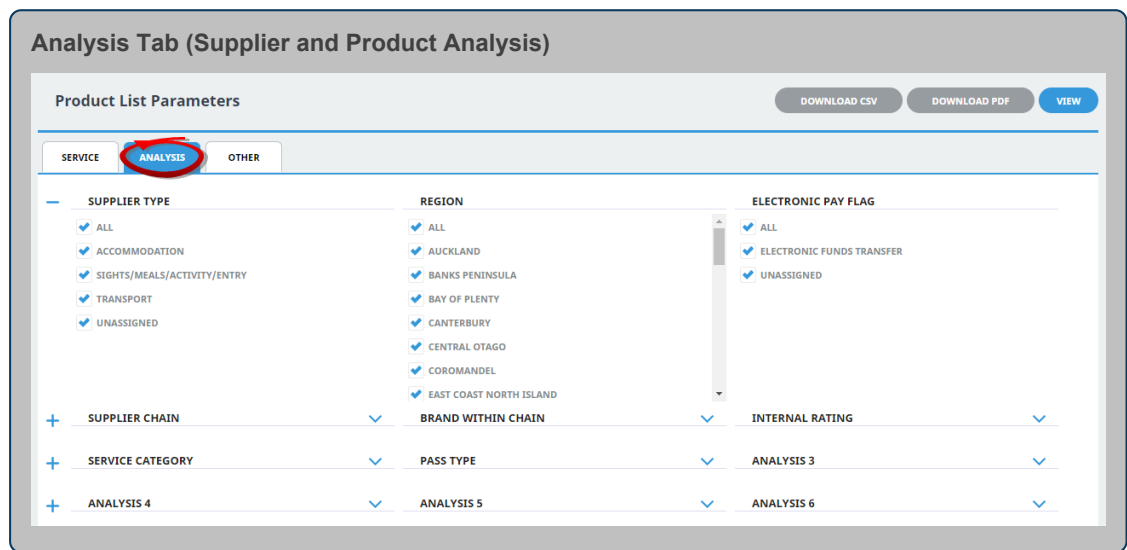 Analysis Tab (Supplier and Product Analysis)
Product List Parameters
DOWNLOAD CSV
DOWNLOAD PDF
VIEW
SERVICE
ANALYSIS
OTHER
SUPPLIER TYPE
ALL
ACCOMMODATION
SIGHTS/MEALS/ACTIVITY/ENTRY
TRANSPORT
UNASSIGNED
REGION
ALL
AUCKLAND
BANKS PENINSULA
BAY OF PLENTY
CANTERBURY
CENTRAL OTAGO
COROMANDEL
EAST COAST NORTH ISLAND
ELECTRONIC PAY FLAG
ALL
ELECTRONIC FUNDS TRANSFER
UNASSIGNED
SUPPLIER CHAIN
BRAND WITHIN CHAIN
INTERNAL RATING
SERVICE CATEGORY
PASS TYPE
ANALYSIS 3
ANALYSIS 4
ANALYSIS 5
ANALYSIS 6